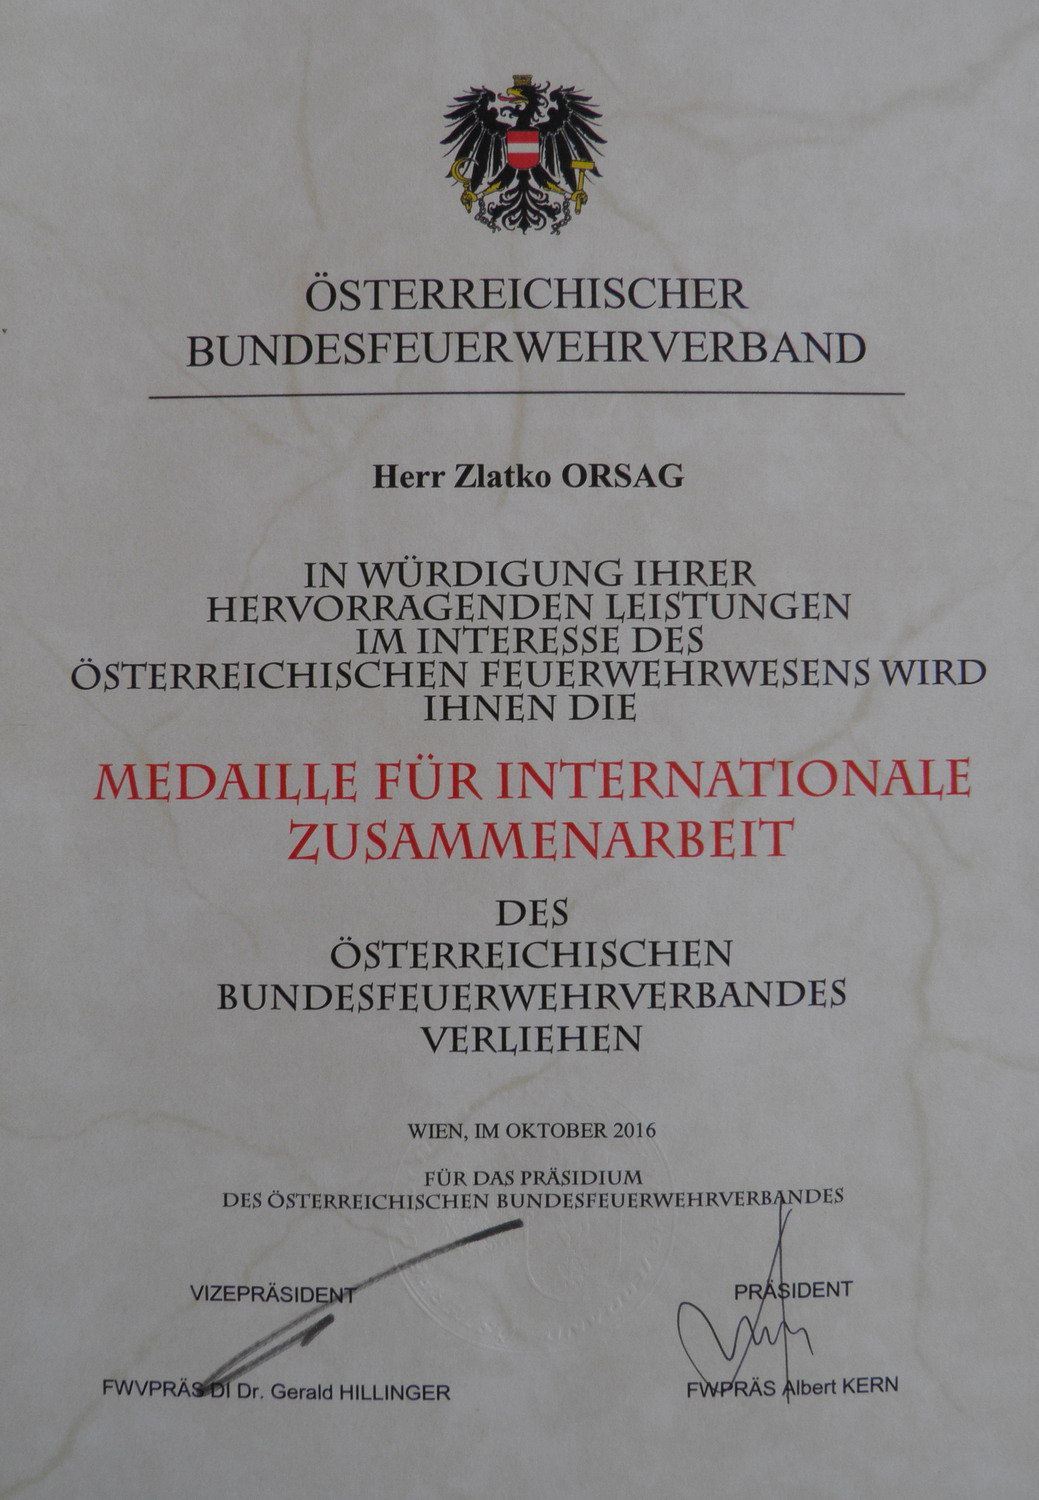 ÖSTERREICHISCHER
BUNDESFEUERWEHRVERBAND
Herr Zlatko ORSAG
IN WÜRDIGUNG IHRER
HERVORRAGENDEN LEISTUNGEN
IM INTERESSE DES
ÖSTERREICHISCHEN FEUERWEHRWESENS WIRD
IHNEN DIE
MEDAILLE FÜR INTERNATIONALE
ZUSAMMENARBEIT
DES
ÖSTERREICHISCHEN
BUNDESFEUERWEHRVERBANDES
VERLIEHEN
WIEN, IM OKTOBER 2016
FÜR DAS PRÄSIDIUM
DES ÖSTERREICHISCHEN BUNDESFEUERWEHRVERBANDES
VIZEPRÄSIDENT
PRÄSIDENT
FWVPRÄS DI Dr. Gerald HILLINGER
FWPRÄS Albert KERN